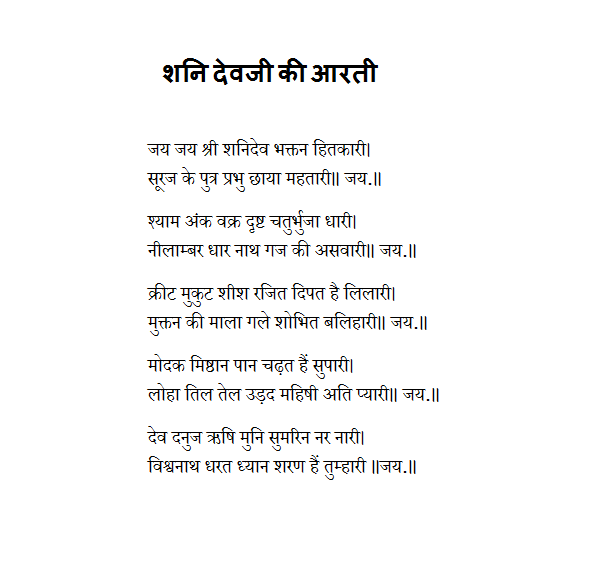 शनि देवजी की आरती
जय जय श्री शनिदेव भक्तन हितकारी।
सूरज के पुत्र प्रभु छाया महतारी॥ जय.॥
श्याम अंक वक्र दृष्ट चतुर्भुजा धारी।
नीलाम्बर धार नाथ गज की असवारी॥ जय.॥
क्रीट मुकुट शीश रजित दिपत है लिलारी।
मुक्तन की माला गले शोभित बलिहारी॥ जय.॥
मोदक मिष्ठान पान चढ़त हैं सुपारी।
लोहा तिल तेल उड़द महिषी अति प्यारी॥ जय.॥
देव दनुज ऋषि मुनि सुमरिन नर नारी।
विश्वनाथ धरत ध्यान शरण हैं तुम्हारी ॥जय.॥